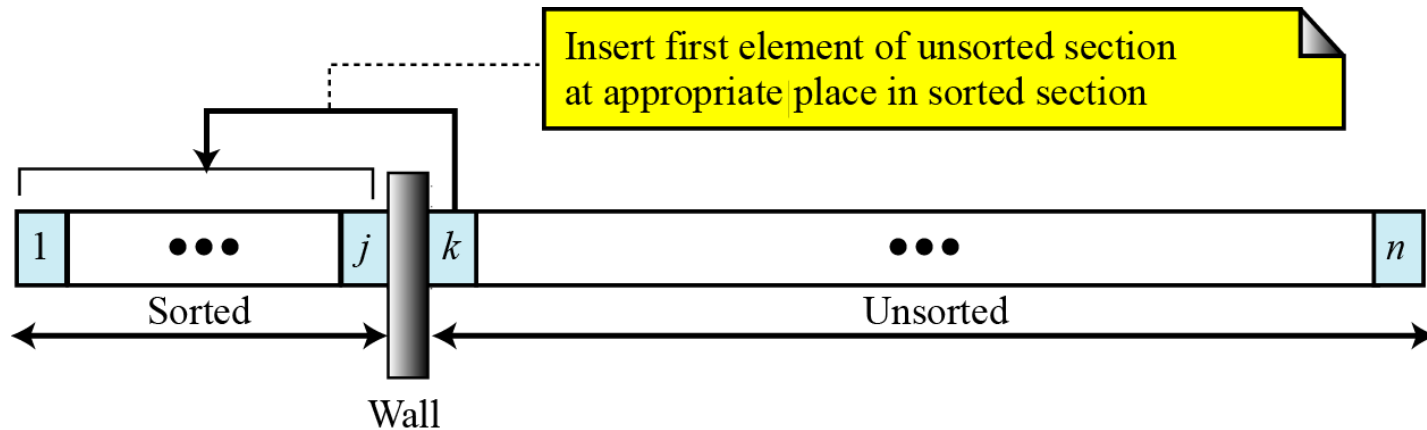 Insert first element of unsorted section
at appropriate place in sorted section
1 ●●● j k ●●● n
Sorted Unsorted
Wall